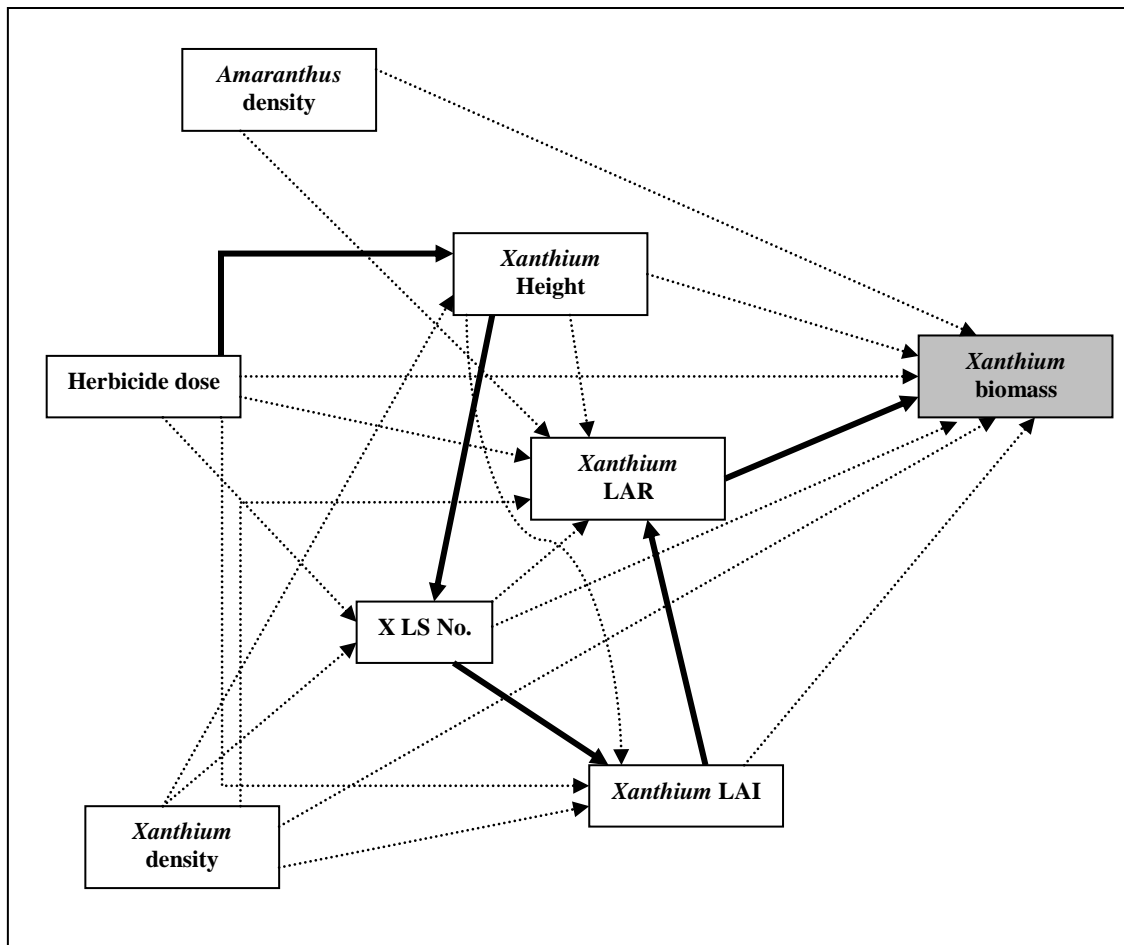 Amaranthus
density
Xanthium
Height
Herbicide dose
Xanthium
biomass
Xanthium
LAR
X LS No.
Xanthium LAI
Xanthium
density